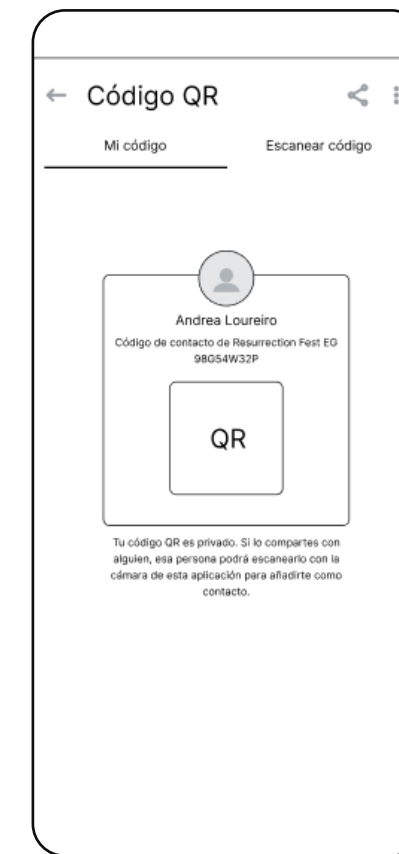 Código QR
Mi código
Escanear código
Andrea Loureiro
Código de contacto de Resurrection Fest EG
98G54W32P
QR
Tu código QR es privado. Si lo compartes con
alguien, esa persona podrá escanearlo con la
cámara de esta aplicación para añadirte como
contacto.